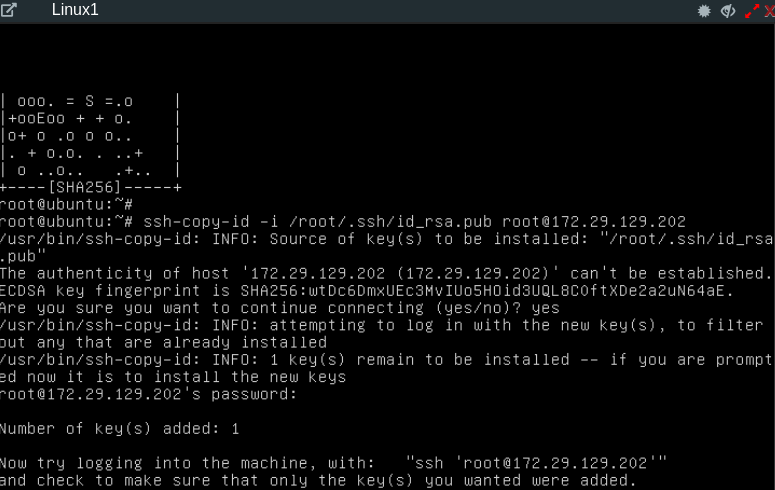 Linux1
| ooo. = S =.o     |
|+ooEoo + + o.     |
|o+ o .o o o..     |
|. + o.o. . ..+    |
| o ..o..   .+..   |
+----[SHA256]-----+
root@ubuntu:~#
root@ubuntu:~# ssh-copy-id -i /root/.ssh/id_rsa.pub root@172.29.129.202
/usr/bin/ssh-copy-id: INFO: Source of key(s) to be installed: "/root/.ssh/id_rsa
.pub"
The authenticity of host '172.29.129.202 (172.29.129.202)' can't be established.
ECDSA key fingerprint is SHA256:wtDc6DmxUEc3MvIUo5HOid3UQL8COftXDe2a2uN64aE.
Are you sure you want to continue connecting (yes/no)? yes
/usr/bin/ssh-copy-id: INFO: attempting to log in with the new key(s), to filter
out any that are already installed
/usr/bin/ssh-copy-id: INFO: 1 key(s) remain to be installed -- if you are prompt
ed now it is to install the new keys
root@172.29.129.202's password:
Number of key(s) added: 1
Now try logging into the machine, with:   "ssh 'root@172.29.129.202'"
and check to make sure that only the key(s) you wanted were added.